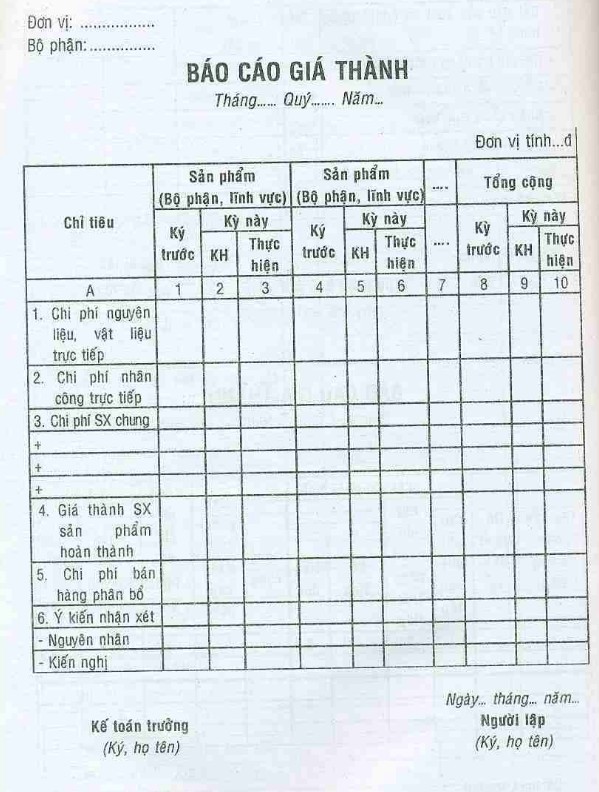 Đơn vị: ................
Bộ phận:..............
BÁO CÁO GIÁ THÀNH
Tháng...... Quý....... Năm...
Đơn vị tính...đ
Chỉ tiêu
Sản phẩm
(Bộ phận, lĩnh vực)
Sản phẩm
(Bộ phận, lĩnh vực)
....
Tổng cộng
Ký
trước
Kỳ này
KH
Thực
hiện
Ký
trước
Kỳ này
KH
Thực
hiện
....
Kỳ
trước
Kỳ này
KH
Thực
hiện
A 1 2 3 4 5 6 7 8 9 10
1. Chi phí nguyên
liệu, vật liệu
trực tiếp
2. Chi phí nhân
công trực tiếp
3. Chi phí SX chung
+
+
+
4. Giá thành SX
sản phẩm
hoàn thành
5. Chi phí bán
hàng phân bổ
6. Ý kiến nhận xét
- Nguyên nhân
- Kiến nghị
Ngày... tháng... năm...
Kế toán trưởng
(Ký, họ tên)
Người lập
(Ký, họ tên)